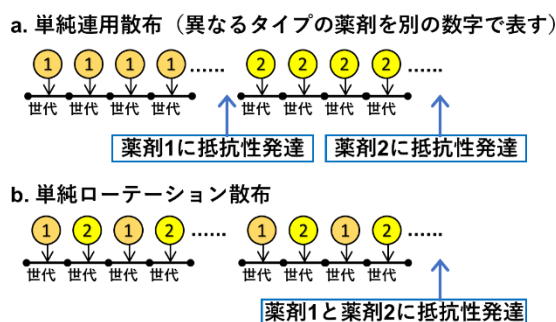 a. 単純連用散布（異なるタイプの薬剤を別の数字で表す）
1 1 1 1 ...... 2 2 2 2 ......
世代 世代 世代 世代 世代 世代 世代 世代
薬剤1に抵抗性発達 薬剤2に抵抗性発達
b. 単純ローテーション散布
1 2 1 2 ...... 1 2 1 2 ......
世代 世代 世代 世代 世代 世代 世代 世代
薬剤1と薬剤2に抵抗性発達